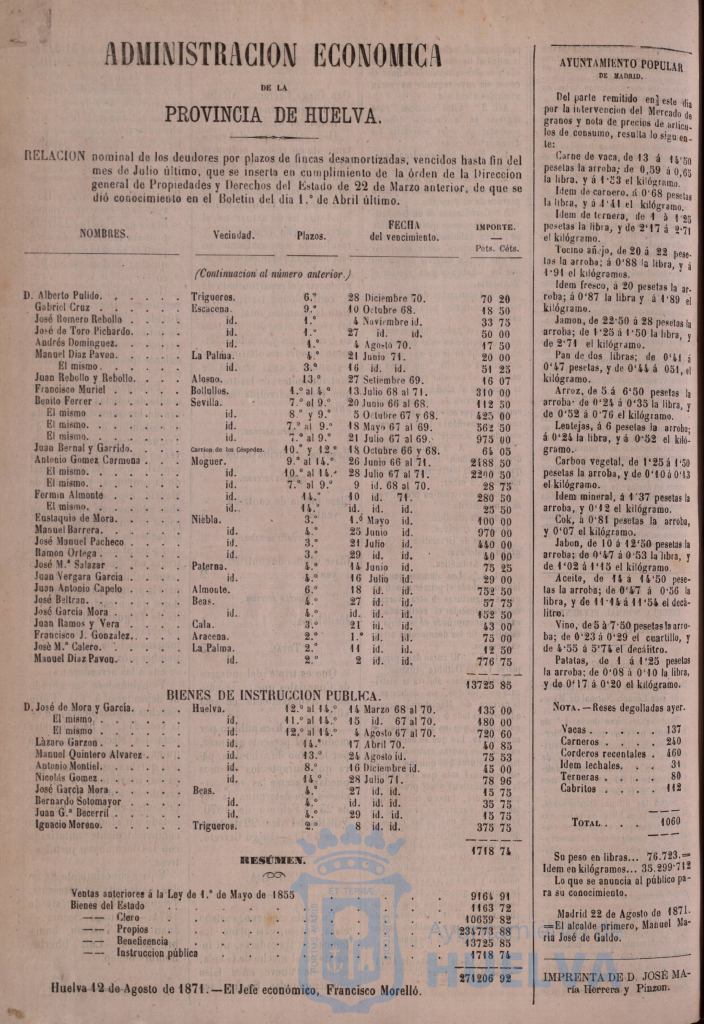 ADMINISTRACION ECONOMICA
DE LA
PROVINCIA DE HUELVA.
RELACION nominal de los deudores por plazos de fincas desamortizadas, vencidos hasta fin del
mes de Julio último, que se inserta en cumplimiento de la órden de la Direccion
general de Propiedades y Derechos del Estado de 22 de Marzo anterior, de que se
dió conocimiento en el Boletin del dia 1.º de Abril último.
NOMBRES. Vecindad. Plazos. FECHA del vencimiento. IMPORTE. — Pets. Cets.
(Continuacion al número anterior.)
D. Alberto Pulido. . . . . . Trigueros. 6.º 28 Diciembre 70. 70 20
Gabriel Cruz . . . . . Escacena. 9.º 10 Octubre 68. 18 50
José Romero Rebollo . . . . id. 1.º 4 Noviembre id. 33 75
José de Toro Pichardo. . . . id. 1.º 27 id. 50 00
Andrés Dominguez. . . . . id. 1.º 4 Agosto 70. 17 50
Manuel Diaz Pavon. . . . . La Palma. 4.º 21 Junio 71. 20 00
El mismo. . . . . id. 3.º 16 id. id. 51 25
Juan Rebollo y Rebollo. . . . Alosno. 13.º 27 Setiembre 69. 16 07
Francisco Muriel . . . . Bollullos. 1.º al 4.º 13 Julio 68 al 71. 310 00
Benito Ferrer . . . . . Sevilla. 7.º al 9.º 20 Junio 66 al 68. 112 50
El mismo . . . . id. 8.º y 9.º 5 Octubre 67 y 68. 425 00
El mismo. . . . . id. 7.º al 9.º 18 Mayo 67 al 69. 562 50
El mismo. . . . . id. 7.º al 9.º 21 Julio 67 al 69. 975 00
Juan Bernal y Garrido. . . . Carrion de los Céspedes. 10.º y 12.º 18 Octubre 66 y 68. 64 05
Antonio Gomez Carmona . . . Moguer. 9.º al 14.º 26 Junio 66 al 71. 2488 50
El mismo. . . . . id. 10.º al 14.º 28 Julio 67 al 71. 2200 50
El mismo. . . . . id. 7.º al 9.º 9 id. 68 al 70. 28 75
Fermin Almonte . . . . id. 14.º 10 id. 71. 280 50
El mismo. . . . . id. 14.º id. id. id. 25 50
Eustaquio de Mora. . . . . Niebla. 3.º 1.º Mayo id. 100 00
Manuel Barrera. . . . . id. 4.º 25 Junio id. 970 00
José Manuel Pacheco . . . . id. 3.º 21 Julio id. 440 00
Ramon Ortega. . . . . id. 3.º 29 id. id. 40 00
José M.ª Salazar . . . . Paterna. 4.º 14 Junio id. 75 25
Juan Vergara Garcia . . . . id. 4.º 16 Julio id. 29 00
Juan Antonio Capelo . . . . Almonte. 6.º 18 id. id. 752 50
José Beltran. . . . . Beas. 4.º 27 id. id. 57 75
José Garcia Mora . . . . id. 4.º id. id. id. 152 50
Juan Ramos y Vera . . . . Cala. 3.º 21 id. id. 43 00
Francisco J. Gonzalez. . . . Aracena. 2.º 1.º id. id. 75 00
José M.ª Calero. . . . . La Palma. 2.º 11 id. id. 12 50
Manuel Diaz Pavon. . . . . id. 2.º 2 id. id. 776 75
13725 85
BIENES DE INSTRUCCION PUBLICA.
D. José de Mora y García. . . . Huelva. 12.º al 14.º 14 Marzo 68 al 70. 135 00
El mismo. . . . . id. 11.º al 14.º 15 id. 67 al 70. 180 00
El mismo . . . . id. 12.º al 14.º 4 Agosto 67 al 70. 720 60
Lázaro Garzon. . . . . id. 14.º 17 Abril 70. 40 85
Manuel Quintero Alvarez . . . id. 13.º 24 Agosto id. 75 53
Antonio Montiel. . . . . id. 8.º 16 Diciembre id. 45 00
Nicolás Gomez. . . . . id. 14.º 28 Julio 71. 78 96
José Garcia Mora . . . . Beas. 4.º 27 id. id. 15 75
Bernardo Solomayor . . . . id. 4.º id. id. id. 35 75
Juan G.ª Becerril . . . . id. 4.º 29 id. id. 15 75
Ignacio Moreno. . . . . Trigueros. 2.º 8 id. id. 375 75
1718 74
RESÚMEN.
Ventas anteriores á la Ley de 1.º de Mayo de 1855 . . . . 9164 91
Bienes del Estado . . . . 1163 72
—— Clero . . . . 10659 82
—— Propios . . . . 234773 88
—— Beneficencia . . . . 13725 85
—— Instruccion pública . . . . 1718 74
271206 92
Huelva 12 de Agosto de 1871.—El Jefe económico, Francisco Morelló.
AYUNTAMIENTO POPULAR
DE MADRID.
Del parte remitido en este dia
por la intervencion del Mercado de
granos y nota de precios de articu-
los de consumo, resulta lo siguien-
te:
Carne de vaca, de 13 á 14'50
pesetas la arroba; de 0,59 á 0,65
la libra, y á 1'53 el kilógramo.
Idem de carnero, á 0'68 pesetas
la libra, y á 1'41 el kilógramo.
Idem de ternera, de 1 á 1'25
pesetas la libra, y de 2'17 á 2'71
el kilógramo.
Tocino añejo, de 20 á 22 pese-
tas la arroba; á 0'88 la libra, y á
1'91 el kilógramos.
Idem fresco, á 20 pesetas la ar-
roba; á 0'87 la libra y á 1'89 el
kilógramo.
Jamon, de 22'50 á 28 pesetas la
arroba; de 1'25 á 1'50 la libra, y
de 2'71 el kilógramo.
Pan de dos libras; de 0'41 á
0'47 pesetas, y de 0'44 á 051, el
kilógramo.
Arroz, de 5 á 6'50 pesetas la
arroba; de 0'24 á 0'35 la libra, y
de 0'52 á 0'76 el kilógramo.
Lentejas, á 6 pesetas la arroba;
á 0'24 la libra, y á 0'52 el kiló-
gramo.
Carbon vegetal, de 1'25 á 1'50
pesetas la arroba, y de 0'10 á 0'13
el kilógramo.
Idem mineral, á 1'37 pesetas la
arroba, y 0'12 el kilógramo.
Cok, á 0'81 pesetas la arroba,
y 0'07 el kilógramo.
Jabon, de 10 á 12'50 pesetas la
arroba; de 0'47 á 0'53 la libra, y
de 1'02 á 1'15 el kilógramo.
Aceite, de 14 á 14'50 pese-
tas la arroba; de 0'47 á 0'56 la
libra, y de 11'14 á 11'54 el decá-
litro.
Vino, de 5 á 7'50 pesetas la arro-
ba; de 0'23 á 0'29 el cuartillo, y
de 4'55 á 5'74 el decálitro.
Patatas, de 1 á 1'25 pesetas
la arroba; de 0'08 á 0'10 la libra,
y de 0'17 á 0'20 el kilógramo.
NOTA.—Reses degolladas ayer.
Vacas . . . . . 137
Carneros . . . . 240
Corderos recentales . 460
Idem lechales. . . 31
Terneras . . . . 80
Cabritos . . . . 112
TOTAL . . . 1060
Su peso en libras... 76.723.=
Idem en kilógramos... 35.299'712
Lo que se anuncia al público pa-
ra su conocimiento.
Madrid 22 de Agosto de 1871.
=El alcalde primero, Manuel Ma-
ria José de Galdo.
IMPRENTA DE D. JOSÉ MA-
ría Herrera y Pinzon.
HUELVA